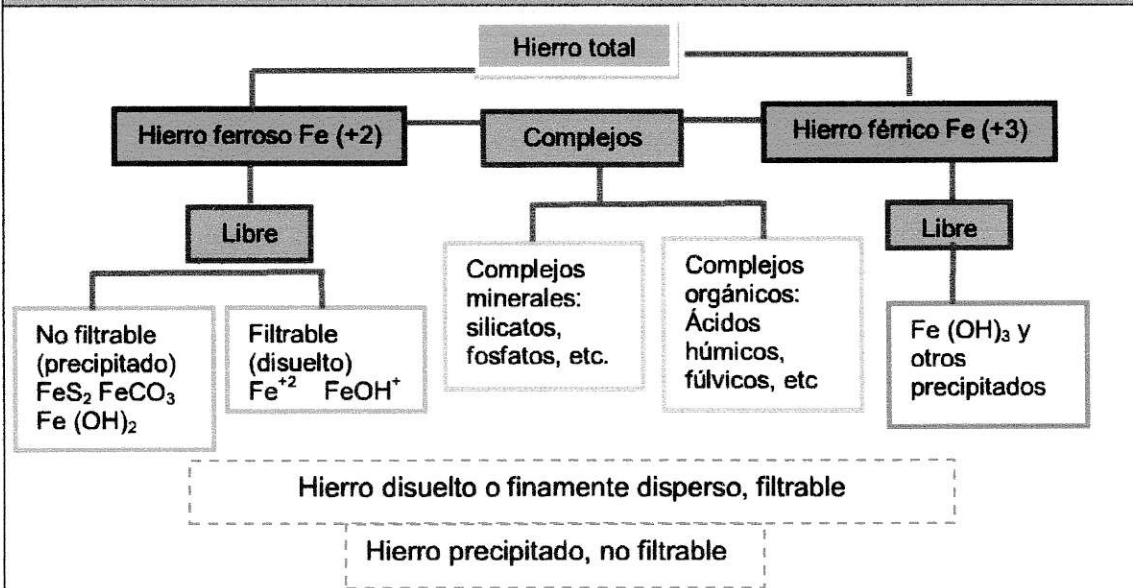 Hierro total
Hierro ferroso Fe (+2)
Complejos
Hierro férrico Fe (+3)
Libre
Libre
No filtrable
(precipitado)
FeS₂ FeCO₃
Fe (OH)₂
Filtrable
(disuelto)
Fe⁺² FeOH⁺
Complejos
minerales:
silicatos,
fosfatos, etc.
Complejos
orgánicos:
Ácidos
húmicos,
fúlvicos, etc
Fe (OH)₃ y
otros
precipitados
Hierro disuelto o finamente disperso, filtrable
Hierro precipitado, no filtrable